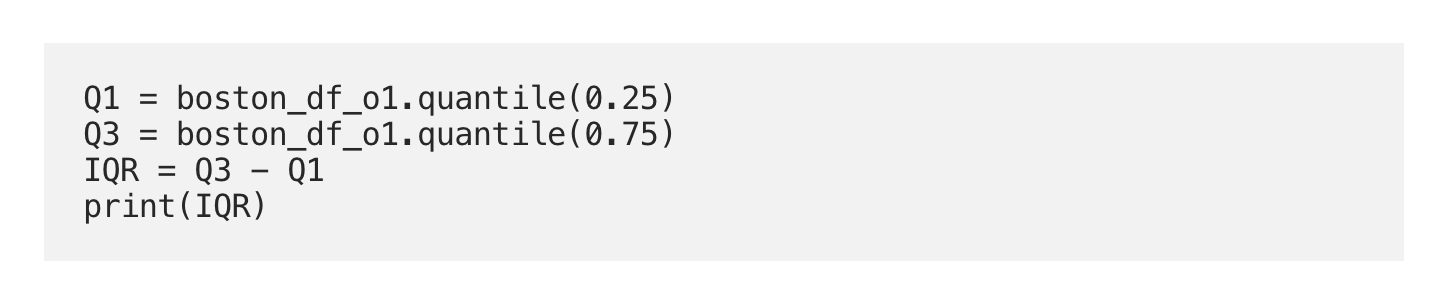 Q1 = boston_df_o1.quantile(0.25)
Q3 = boston_df_o1.quantile(0.75)
IQR = Q3 − Q1
print(IQR)